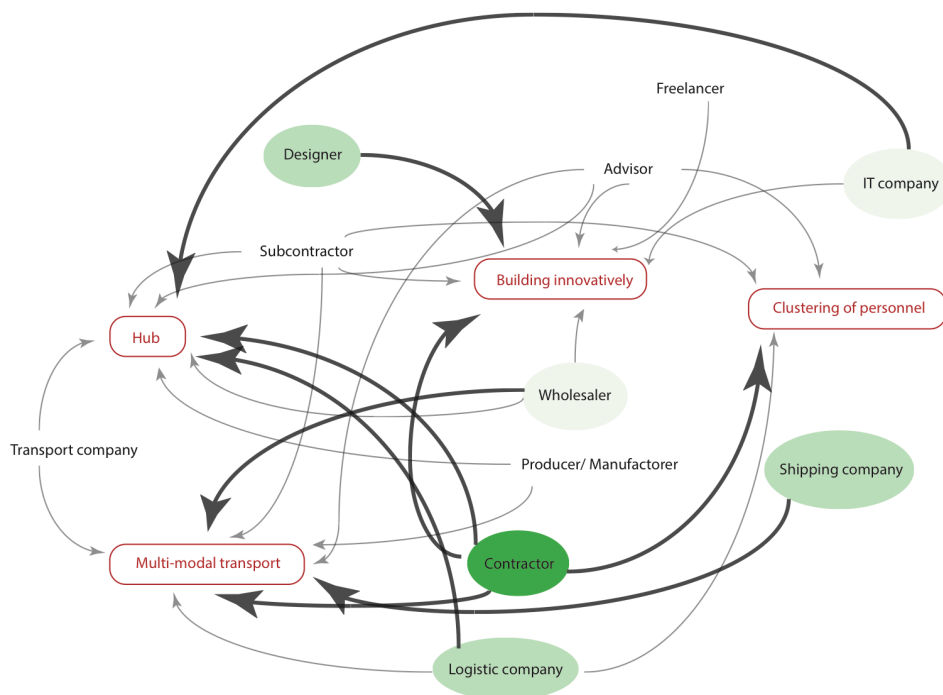 Freelancer
Designer
Advisor
IT company
Subcontractor
Building innovatively
Clustering of personnel
Hub
Wholesaler
Transport company
Producer/ Manufactorer
Shipping company
Multi-modal transport
Contractor
Logistic company